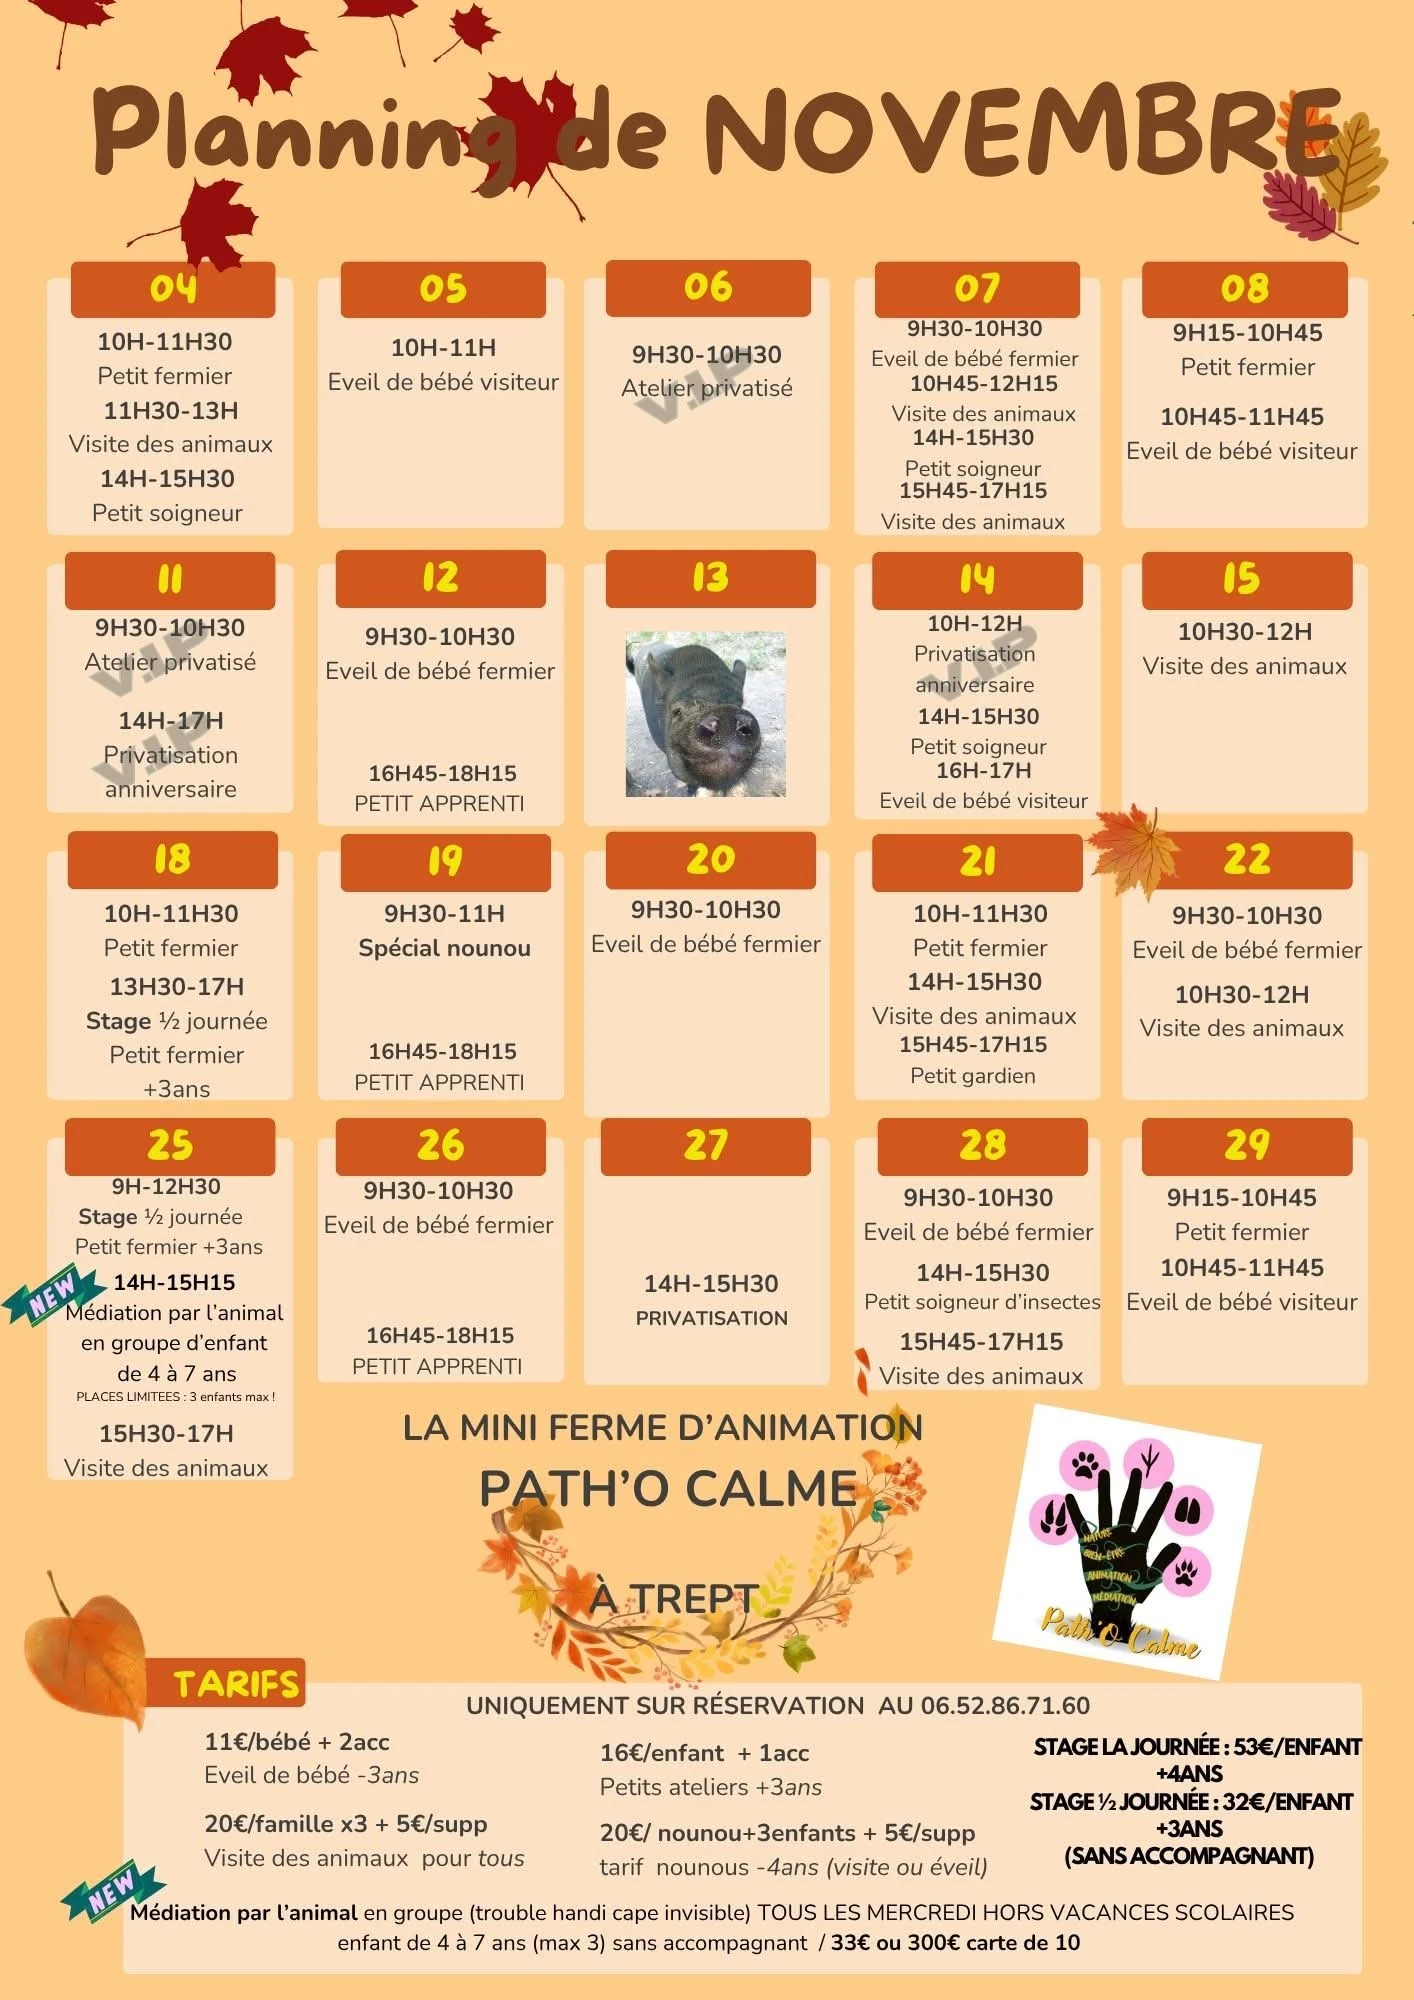 Planning de NOVEMBRE
04
10H-11H30
Petit fermier
11H30-13H
Visite des animaux
14H-15H30
Petit soigneur
05
10H-11H
Eveil de bébé visiteur
06
9H30-10H30
Atelier privatisé
V.I.P
07
9H30-10H30
Eveil de bébé fermier
10H45-12H15
Visite des animaux
14H-15H30
Petit soigneur
15H45-17H15
Visite des animaux
08
9H15-10H45
Petit fermier
10H45-11H45
Eveil de bébé visiteur
11
9H30-10H30
Atelier privatisé
V.I.P
14H-17H
Privatisation
anniversaire
V.I.P
12
9H30-10H30
Eveil de bébé fermier
16H45-18H15
PETIT APPRENTI
13
14
10H-12H
Privatisation
anniversaire
V.I.P
14H-15H30
Petit soigneur
16H-17H
Eveil de bébé visiteur
15
10H30-12H
Visite des animaux
18
10H-11H30
Petit fermier
13H30-17H
Stage ½ journée
Petit fermier
+3ans
19
9H30-11H
Spécial nounou
16H45-18H15
PETIT APPRENTI
20
9H30-10H30
Eveil de bébé fermier
21
10H-11H30
Petit fermier
14H-15H30
Visite des animaux
15H45-17H15
Petit gardien
22
9H30-10H30
Eveil de bébé fermier
10H30-12H
Visite des animaux
25
9H-12H30
Stage ½ journée
Petit fermier +3ans
NEW
14H-15H15
Médiation par l'animal
en groupe d'enfant
de 4 à 7 ans
PLACES LIMITEES : 3 enfants max !
15H30-17H
Visite des animaux
26
9H30-10H30
Eveil de bébé fermier
16H45-18H15
PETIT APPRENTI
27
14H-15H30
PRIVATISATION
28
9H30-10H30
Eveil de bébé fermier
14H-15H30
Petit soigneur d'insectes
15H45-17H15
Visite des animaux
29
9H15-10H45
Petit fermier
10H45-11H45
Eveil de bébé visiteur
LA MINI FERME D'ANIMATION
PATH'O CALME
À TREPT
NATURE
BIEN-ÊTRE
ANIMATION
MÉDIATION
Path'O Calme
TARIFS
UNIQUEMENT SUR RÉSERVATION AU 06.52.86.71.60
11€/bébé + 2acc
Eveil de bébé -3ans
20€/famille x3 + 5€/supp
Visite des animaux pour tous
16€/enfant + 1acc
Petits ateliers +3ans
20€/ nounou+3enfants + 5€/supp
tarif nounous -4ans (visite ou éveil)
STAGE LA JOURNÉE : 53€/ENFANT
+4ANS
STAGE ½ JOURNÉE : 32€/ENFANT
+3ANS
(SANS ACCOMPAGNANT)
NEW
Médiation par l'animal en groupe (trouble handi cape invisible) TOUS LES MERCREDI HORS VACANCES SCOLAIRES
enfant de 4 à 7 ans (max 3) sans accompagnant / 33€ ou 300€ carte de 10